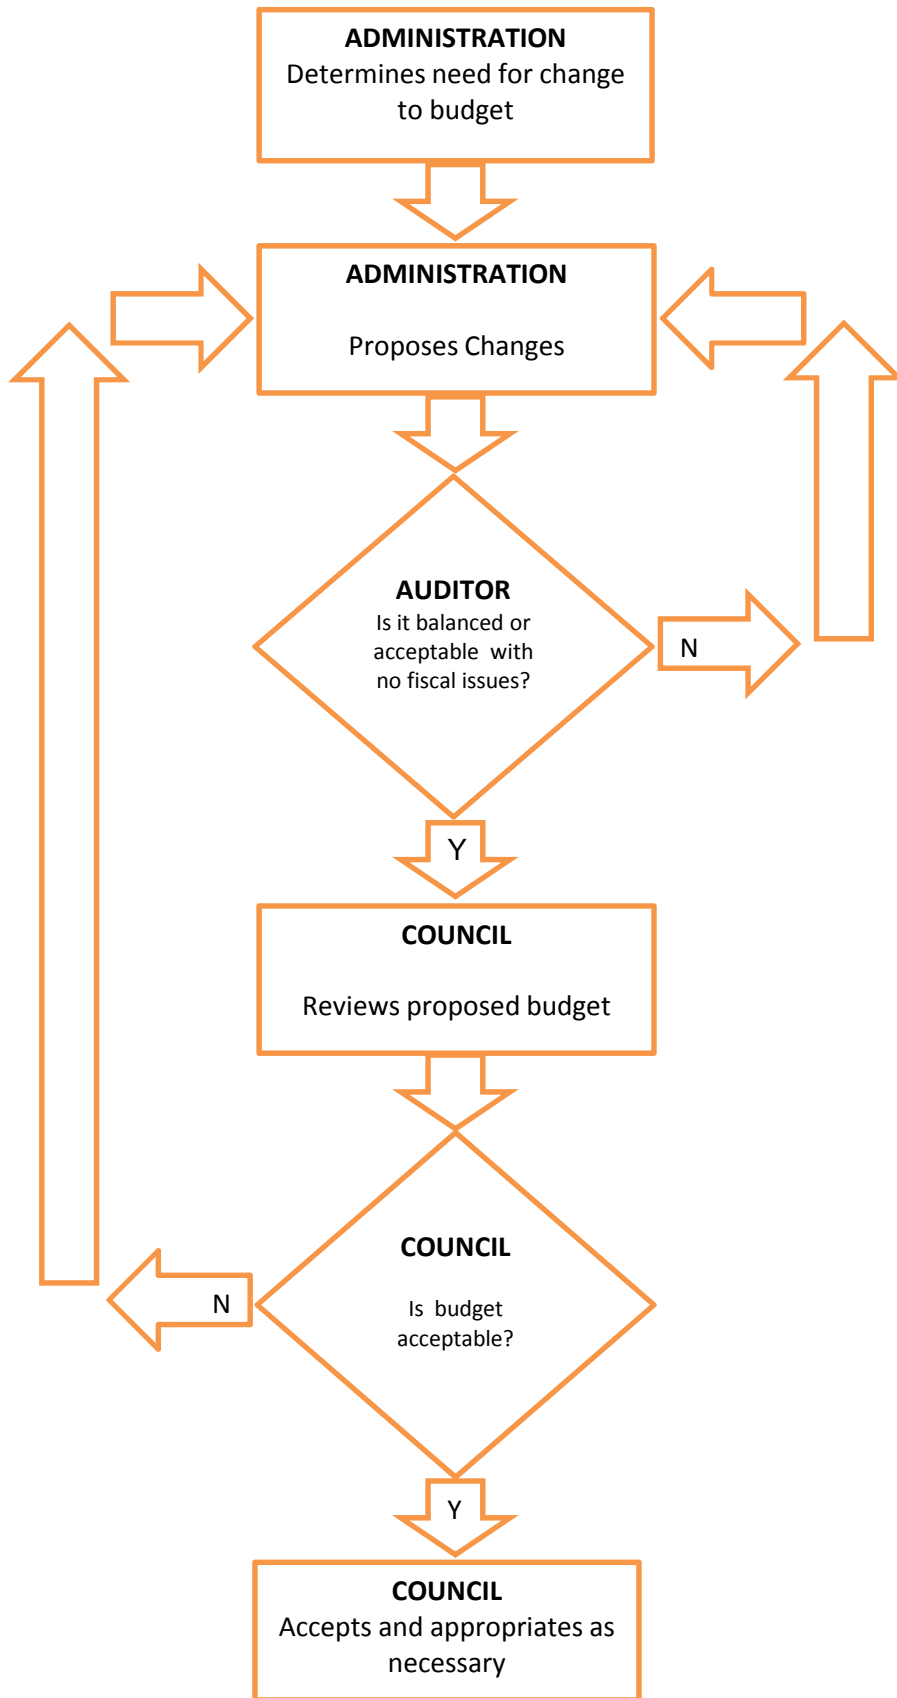 ADMINISTRATION
Determines need for change
to budget
ADMINISTRATION
Proposes Changes
AUDITOR
Is it balanced or
acceptable with
no fiscal issues?
N
Y
COUNCIL
Reviews proposed budget
COUNCIL
Is budget
acceptable?
N
Y
COUNCIL
Accepts and appropriates as
necessary